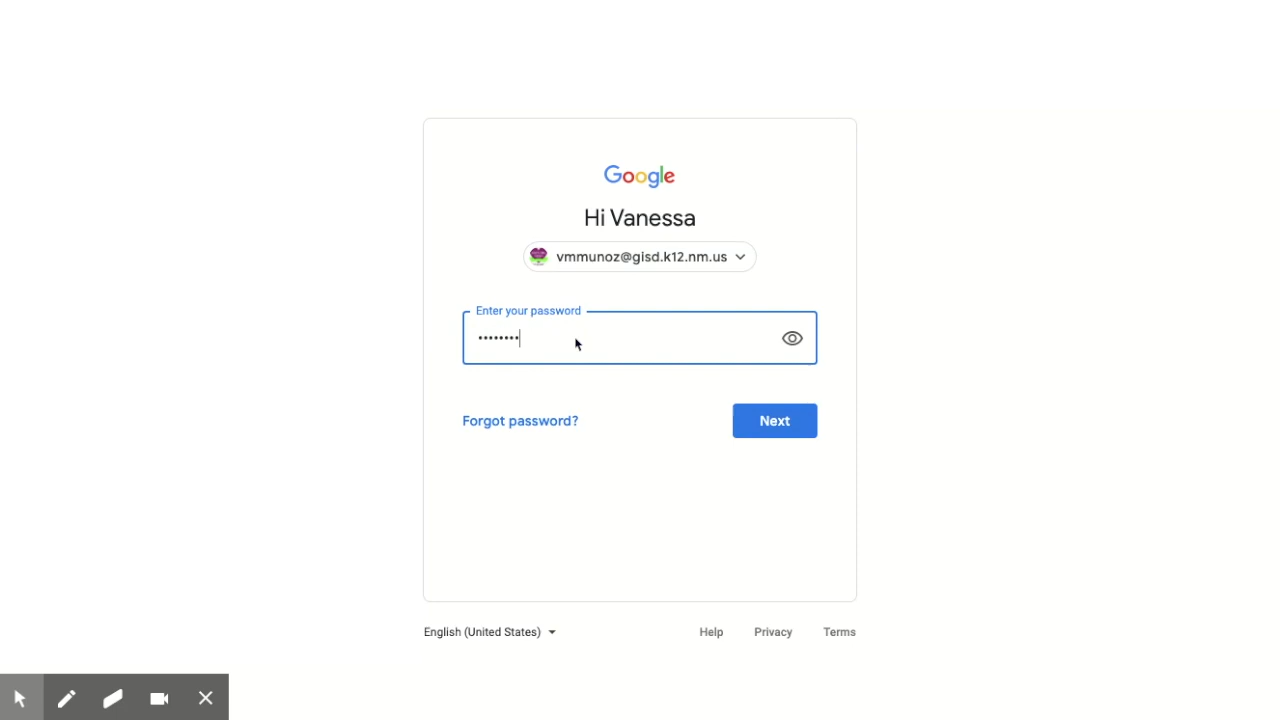 Google
Hi Vanessa
vmmunoz@gisd.k12.nm.us
Enter your password
••••••••
Forgot password?
Next
English (United States)
Help
Privacy
Terms